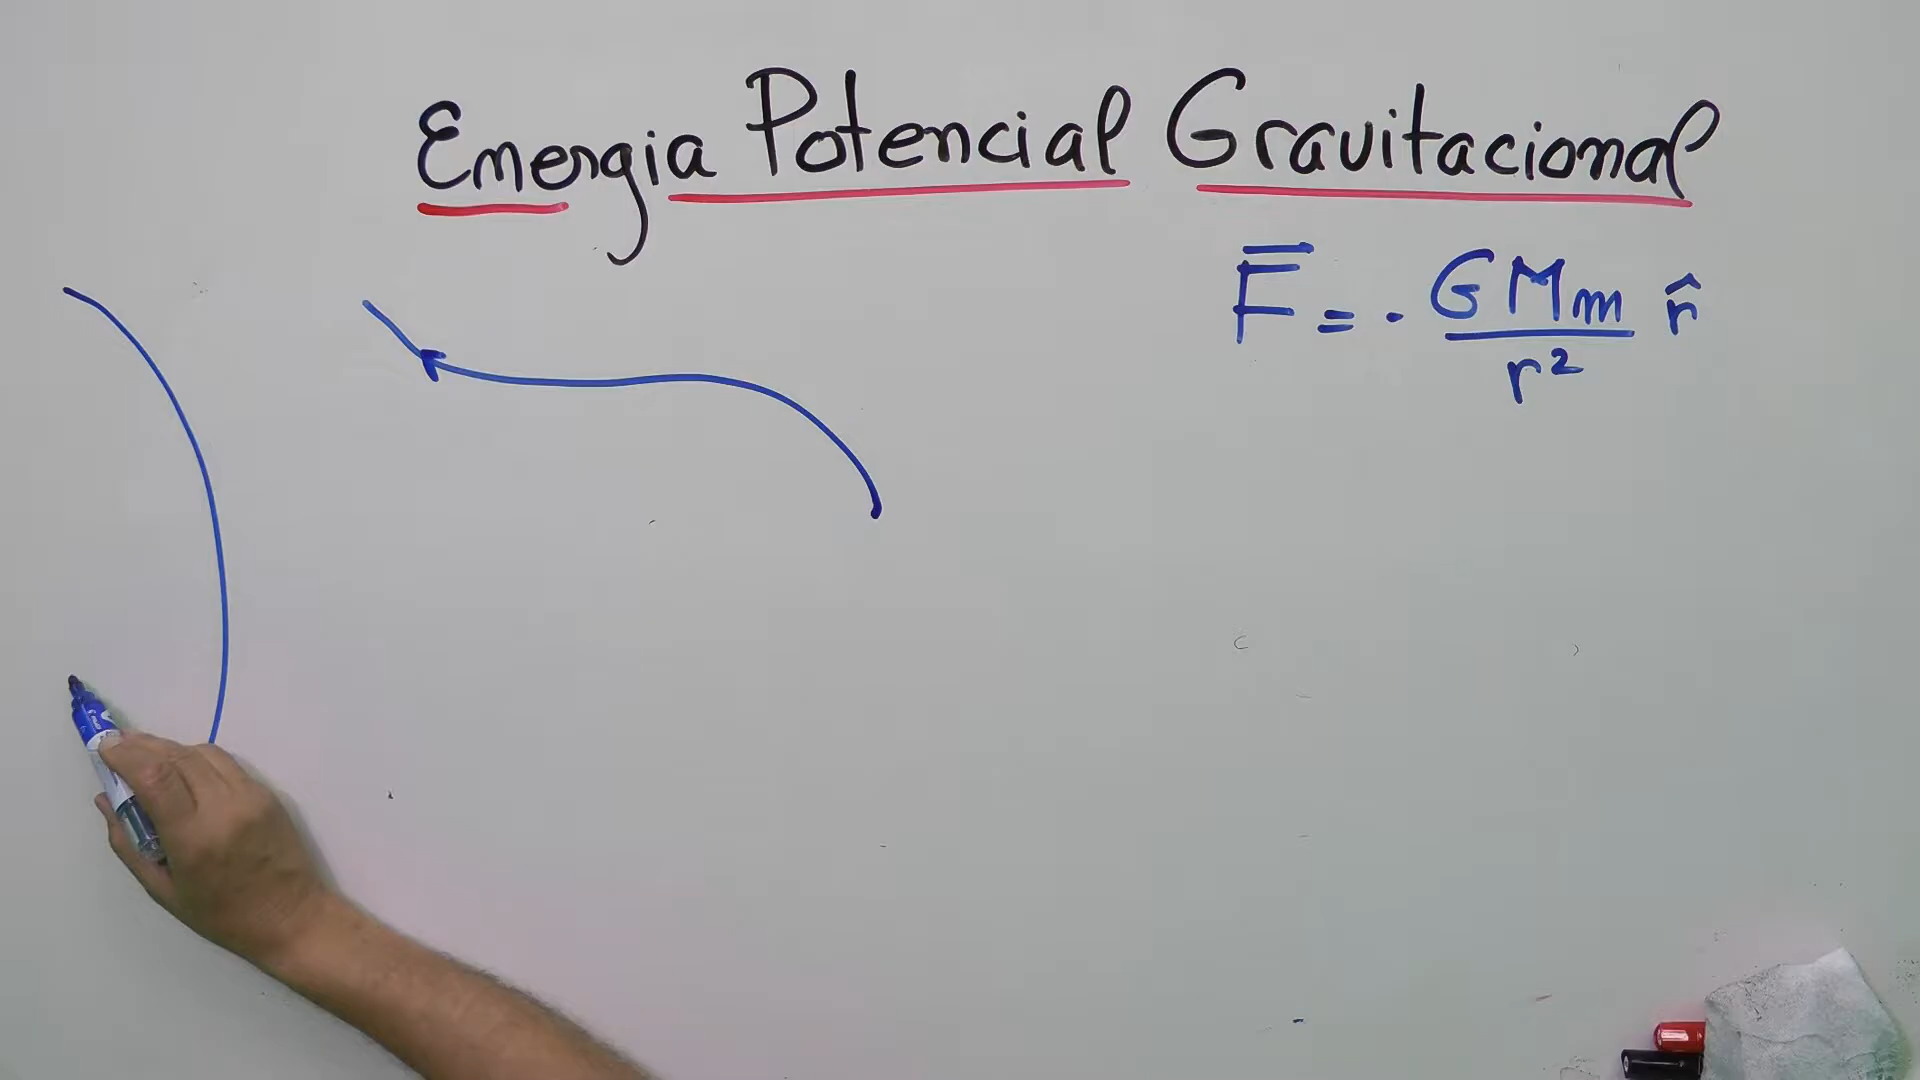 Energia Potencial Gravitacional
F⃗ = - GMm/r² r̂